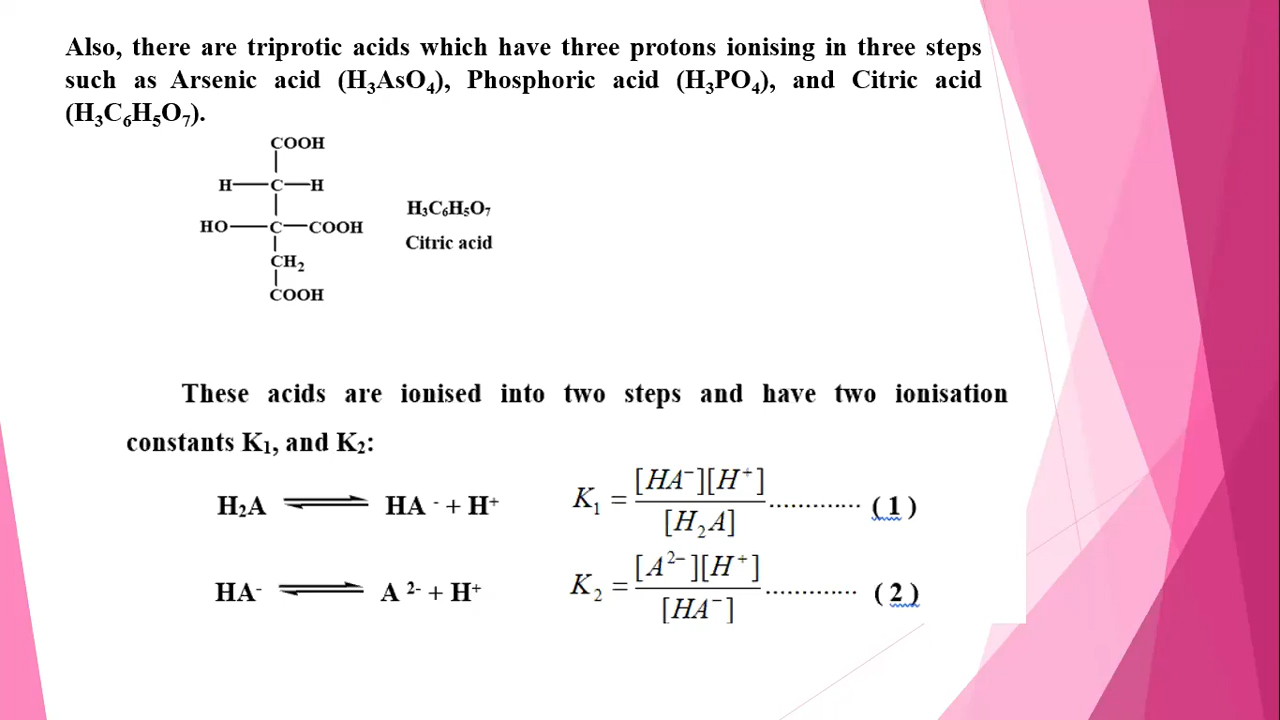 Also, there are triprotic acids which have three protons ionising in three steps
such as Arsenic acid (H₃AsO₄), Phosphoric acid (H₃PO₄), and Citric acid
(H₃C₆H₅O₇).
COOH
H—C—H
HO—C—COOH
CH₂
COOH
H₃C₆H₅O₇
Citric acid
These acids are ionised into two steps and have two ionisation
constants K₁, and K₂:
H₂A ⇌ HA⁻ + H⁺ K₁ = [HA⁻][H⁺] / [H₂A] ............. (1)
HA⁻ ⇌ A²⁻ + H⁺ K₂ = [A²⁻][H⁺] / [HA⁻] ............. (2)